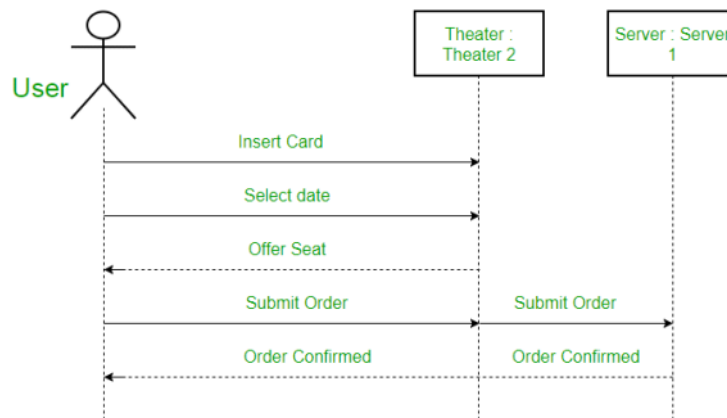 Theater :
Theater 2
Server : Server
1
User
Insert Card
Select date
Offer Seat
Submit Order
Submit Order
Order Confirmed
Order Confirmed